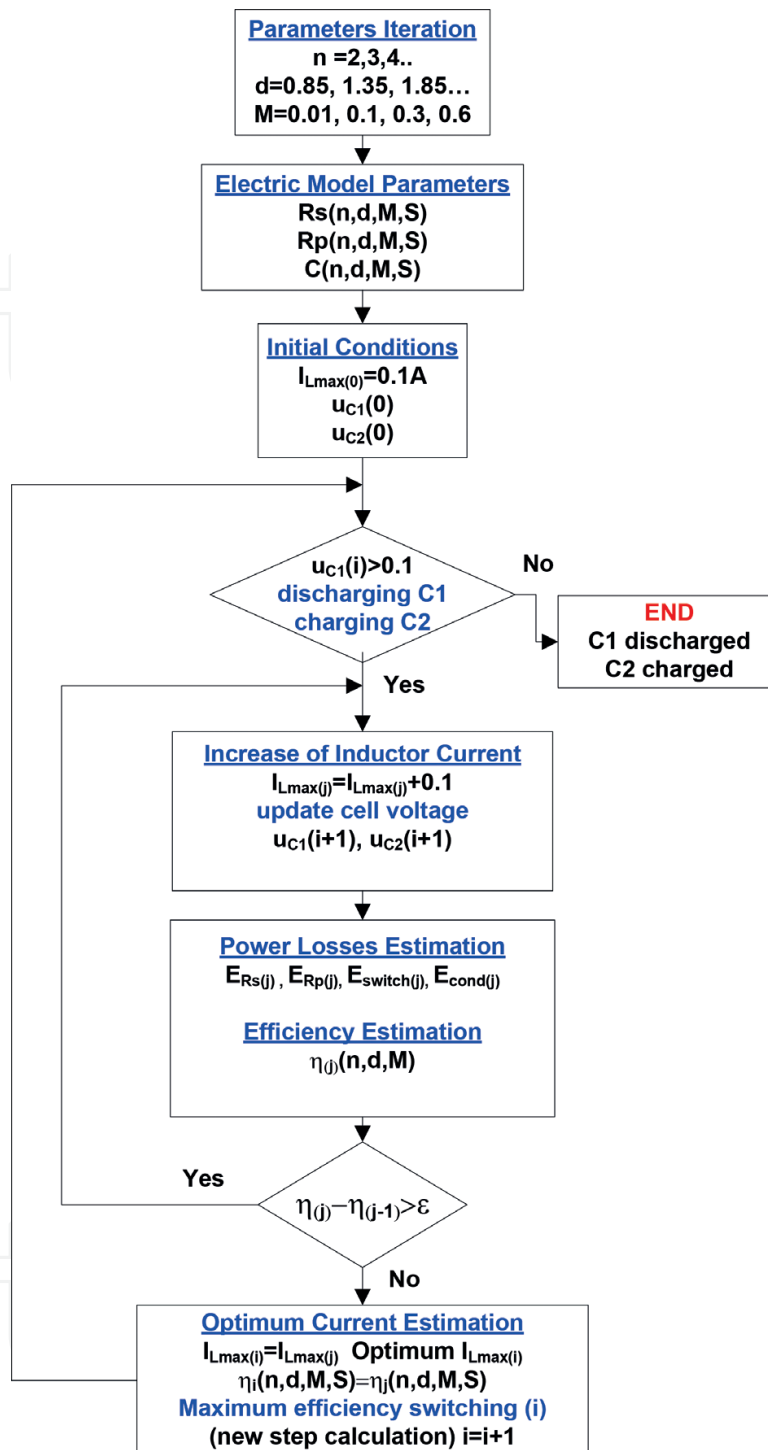 Parameters Iteration
n =2,3,4..
d=0.85, 1.35, 1.85…
M=0.01, 0.1, 0.3, 0.6
Electric Model Parameters
Rs(n,d,M,S)
Rp(n,d,M,S)
C(n,d,M,S)
Initial Conditions
ILmax(0)=0.1A
uC1(0)
uC2(0)
uC1(i)>0.1
discharging C1
charging C2
No
END
C1 discharged
C2 charged
Yes
Increase of Inductor Current
ILmax(j)=ILmax(j)+0.1
update cell voltage
uC1(i+1), uC2(i+1)
Power Losses Estimation
ERs(j) , ERp(j), Eswitch(j), Econd(j)
Efficiency Estimation
η(j)(n,d,M)
Yes
η(j)−η(j-1)>ε
No
Optimum Current Estimation
ILmax(i)=ILmax(j) Optimum ILmax(i)
ηi(n,d,M,S)=ηj(n,d,M,S)
Maximum efficiency switching (i)
(new step calculation) i=i+1